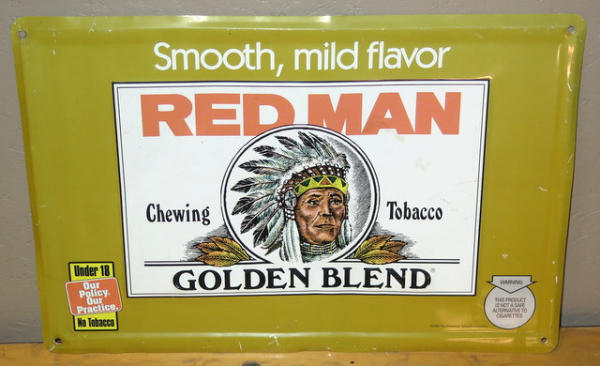 Smooth, mild flavor
RED MAN
Chewing Tobacco
GOLDEN BLEND
Under 18
Our
Policy.
Our
Practice.
No Tobacco
WARNING
THIS PRODUCT
IS NOT A SAFE
ALTERNATIVE TO
CIGARETTES